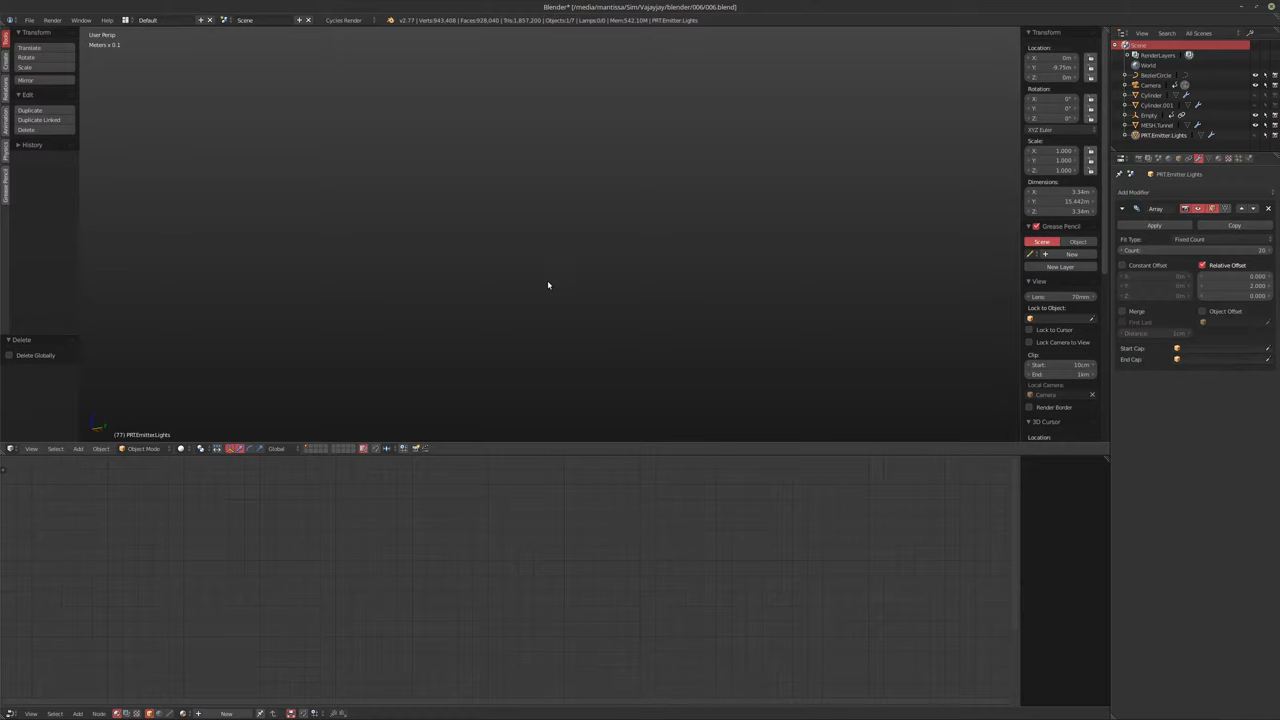 Blender* [/media/mantissa/Sim/Vajayjay/blender/006/006.blend]
File Render Window Help Default Scene Cycles Render v2.77 | Verts:943,408 | Faces:928,040 | Tris:1,857,200 | Objects:1/7 | Lamps:0/0 | Mem:542.10M | PRT.Emitter.Lights
Tools
Create
Relations
Animation
Physics
Grease Pencil
Transform
Translate
Rotate
Scale
Mirror
Edit
Duplicate
Duplicate Linked
Delete
History
Delete
Delete Globally
User Persp
Meters x 0.1
(77) PRT.Emitter.Lights
View Select Add Object Object Mode Global
Transform
Location:
X: 0m
Y: -9.75m
Z: 0m
Rotation:
X: 0°
Y: 0°
Z: 0°
XYZ Euler
Scale:
X: 1.000
Y: 1.000
Z: 1.000
Dimensions:
X: 3.34m
Y: 15.442m
Z: 3.34m
Grease Pencil
Scene Object
New
New Layer
View
Lens: 70mm
Lock to Object:
Lock to Cursor
Lock Camera to View
Clip:
Start: 10cm
End: 1km
Local Camera:
Camera
Render Border
3D Cursor
Location:
View Search All Scenes
Scene
RenderLayers
World
BezierCircle
Camera
Cylinder
Cylinder.001
Empty
MESH.Tunnel
PRT.Emitter.Lights
PRT.Emitter.Lights
Add Modifier
Array
Apply Copy
Fit Type: Fixed Count
Count: 20
Constant Offset Relative Offset
X: 0m 0.000
Y: 0m 2.000
Z: 0m 0.000
Merge Object Offset
First Last
Distance: 1cm
Start Cap:
End Cap:
View Select Add Node New